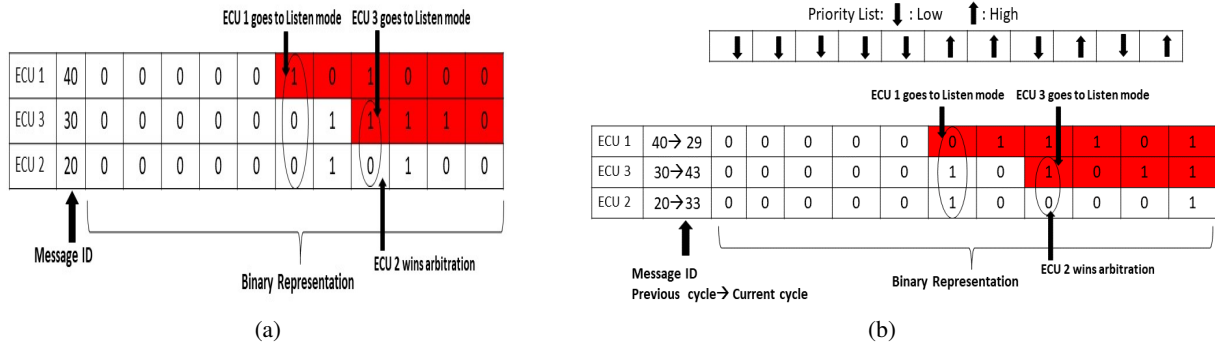 ECU 1 goes to Listen mode
ECU 3 goes to Listen mode
ECU 1 40 0 0 0 0 0 1 0 1 0 0 0
ECU 3 30 0 0 0 0 0 0 1 1 1 1 0
ECU 2 20 0 0 0 0 0 0 1 0 1 0 0
Message ID
Binary Representation
ECU 2 wins arbitration
(a)
Priority List: ⬇ : Low ⬆ : High
⬇ ⬇ ⬇ ⬇ ⬇ ⬆ ⬆ ⬇ ⬆ ⬇ ⬆
ECU 1 goes to Listen mode
ECU 3 goes to Listen mode
ECU 1 40→ 29 0 0 0 0 0 0 1 1 1 0 1
ECU 3 30→43 0 0 0 0 0 1 0 1 0 1 1
ECU 2 20→33 0 0 0 0 0 1 0 0 0 0 1
Message ID
Previous cycle→ Current cycle
Binary Representation
ECU 2 wins arbitration
(b)